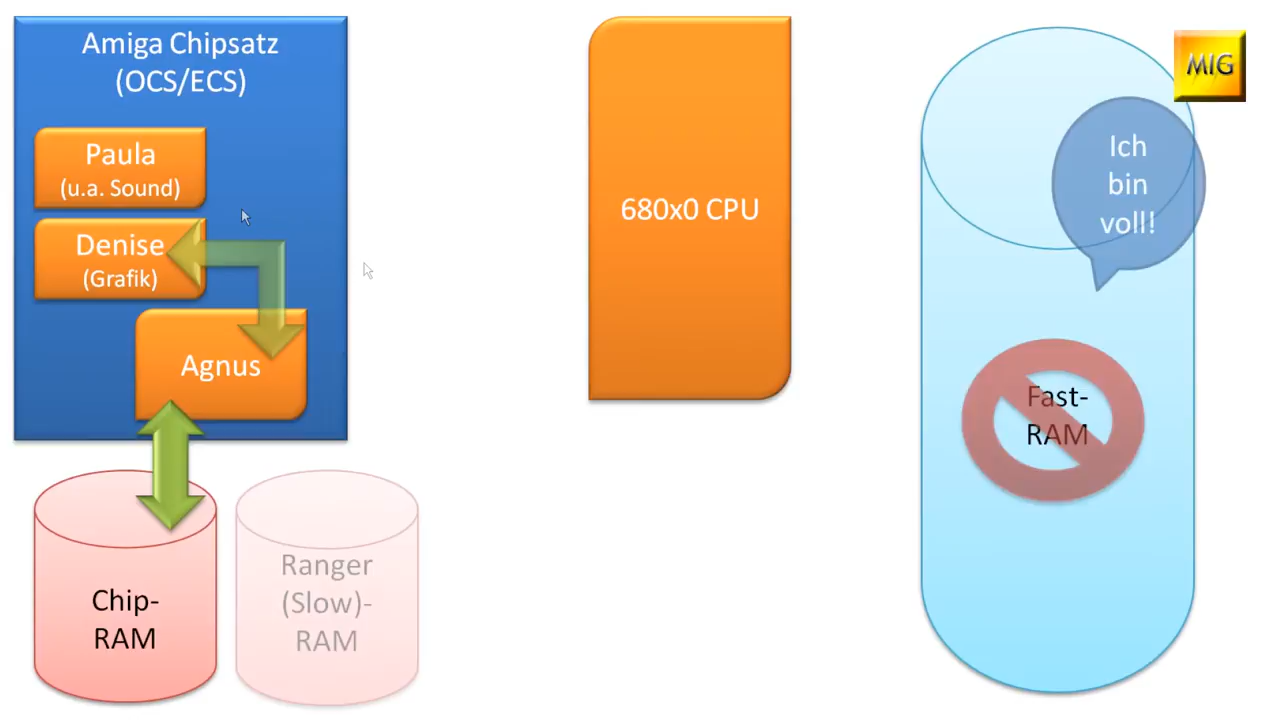 Amiga Chipsatz
(OCS/ECS)
Paula
(u.a. Sound)
Denise
(Grafik)
Agnus
Chip-
RAM
Ranger
(Slow)-
RAM
680x0 CPU
MIG
Ich
bin
voll!
Fast-
RAM